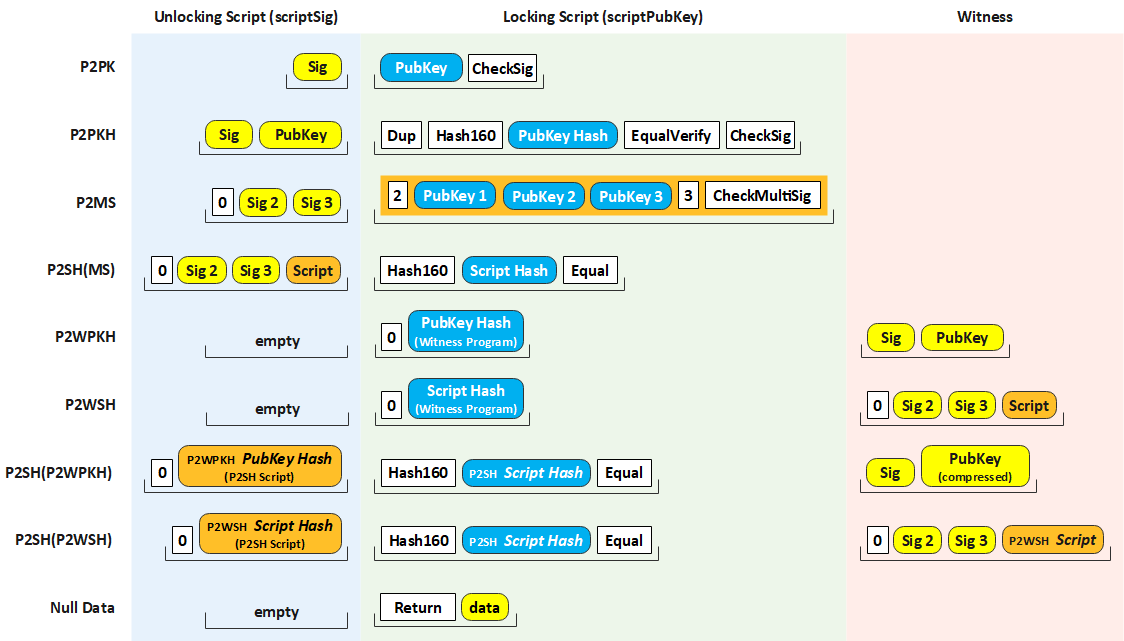 Unlocking Script (scriptSig) Locking Script (scriptPubKey) Witness
P2PK Sig PubKey CheckSig
P2PKH Sig PubKey Dup Hash160 PubKey Hash EqualVerify CheckSig
P2MS 0 Sig 2 Sig 3 2 PubKey 1 PubKey 2 PubKey 3 3 CheckMultiSig
P2SH(MS) 0 Sig 2 Sig 3 Script Hash160 Script Hash Equal
P2WPKH empty 0 PubKey Hash Sig PubKey
(Witness Program)
P2WSH empty 0 Script Hash 0 Sig 2 Sig 3 Script
(Witness Program)
P2SH(P2WPKH) 0 P2WPKH PubKey Hash Hash160 P2SH Script Hash Equal Sig PubKey
(P2SH Script) (compressed)
P2SH(P2WSH) 0 P2WSH Script Hash Hash160 P2SH Script Hash Equal 0 Sig 2 Sig 3 P2WSH Script
(P2SH Script)
Null Data empty Return data